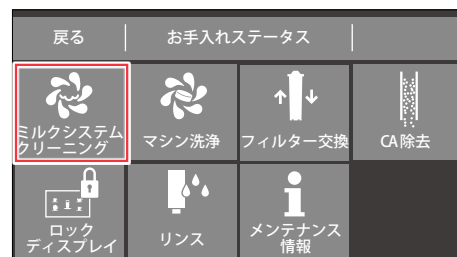 戻る
お手入れステータス
ミルクシステム
クリーニング
マシン洗浄
フィルター交換
CA除去
ロック
ディスプレイ
リンス
メンテナンス
情報